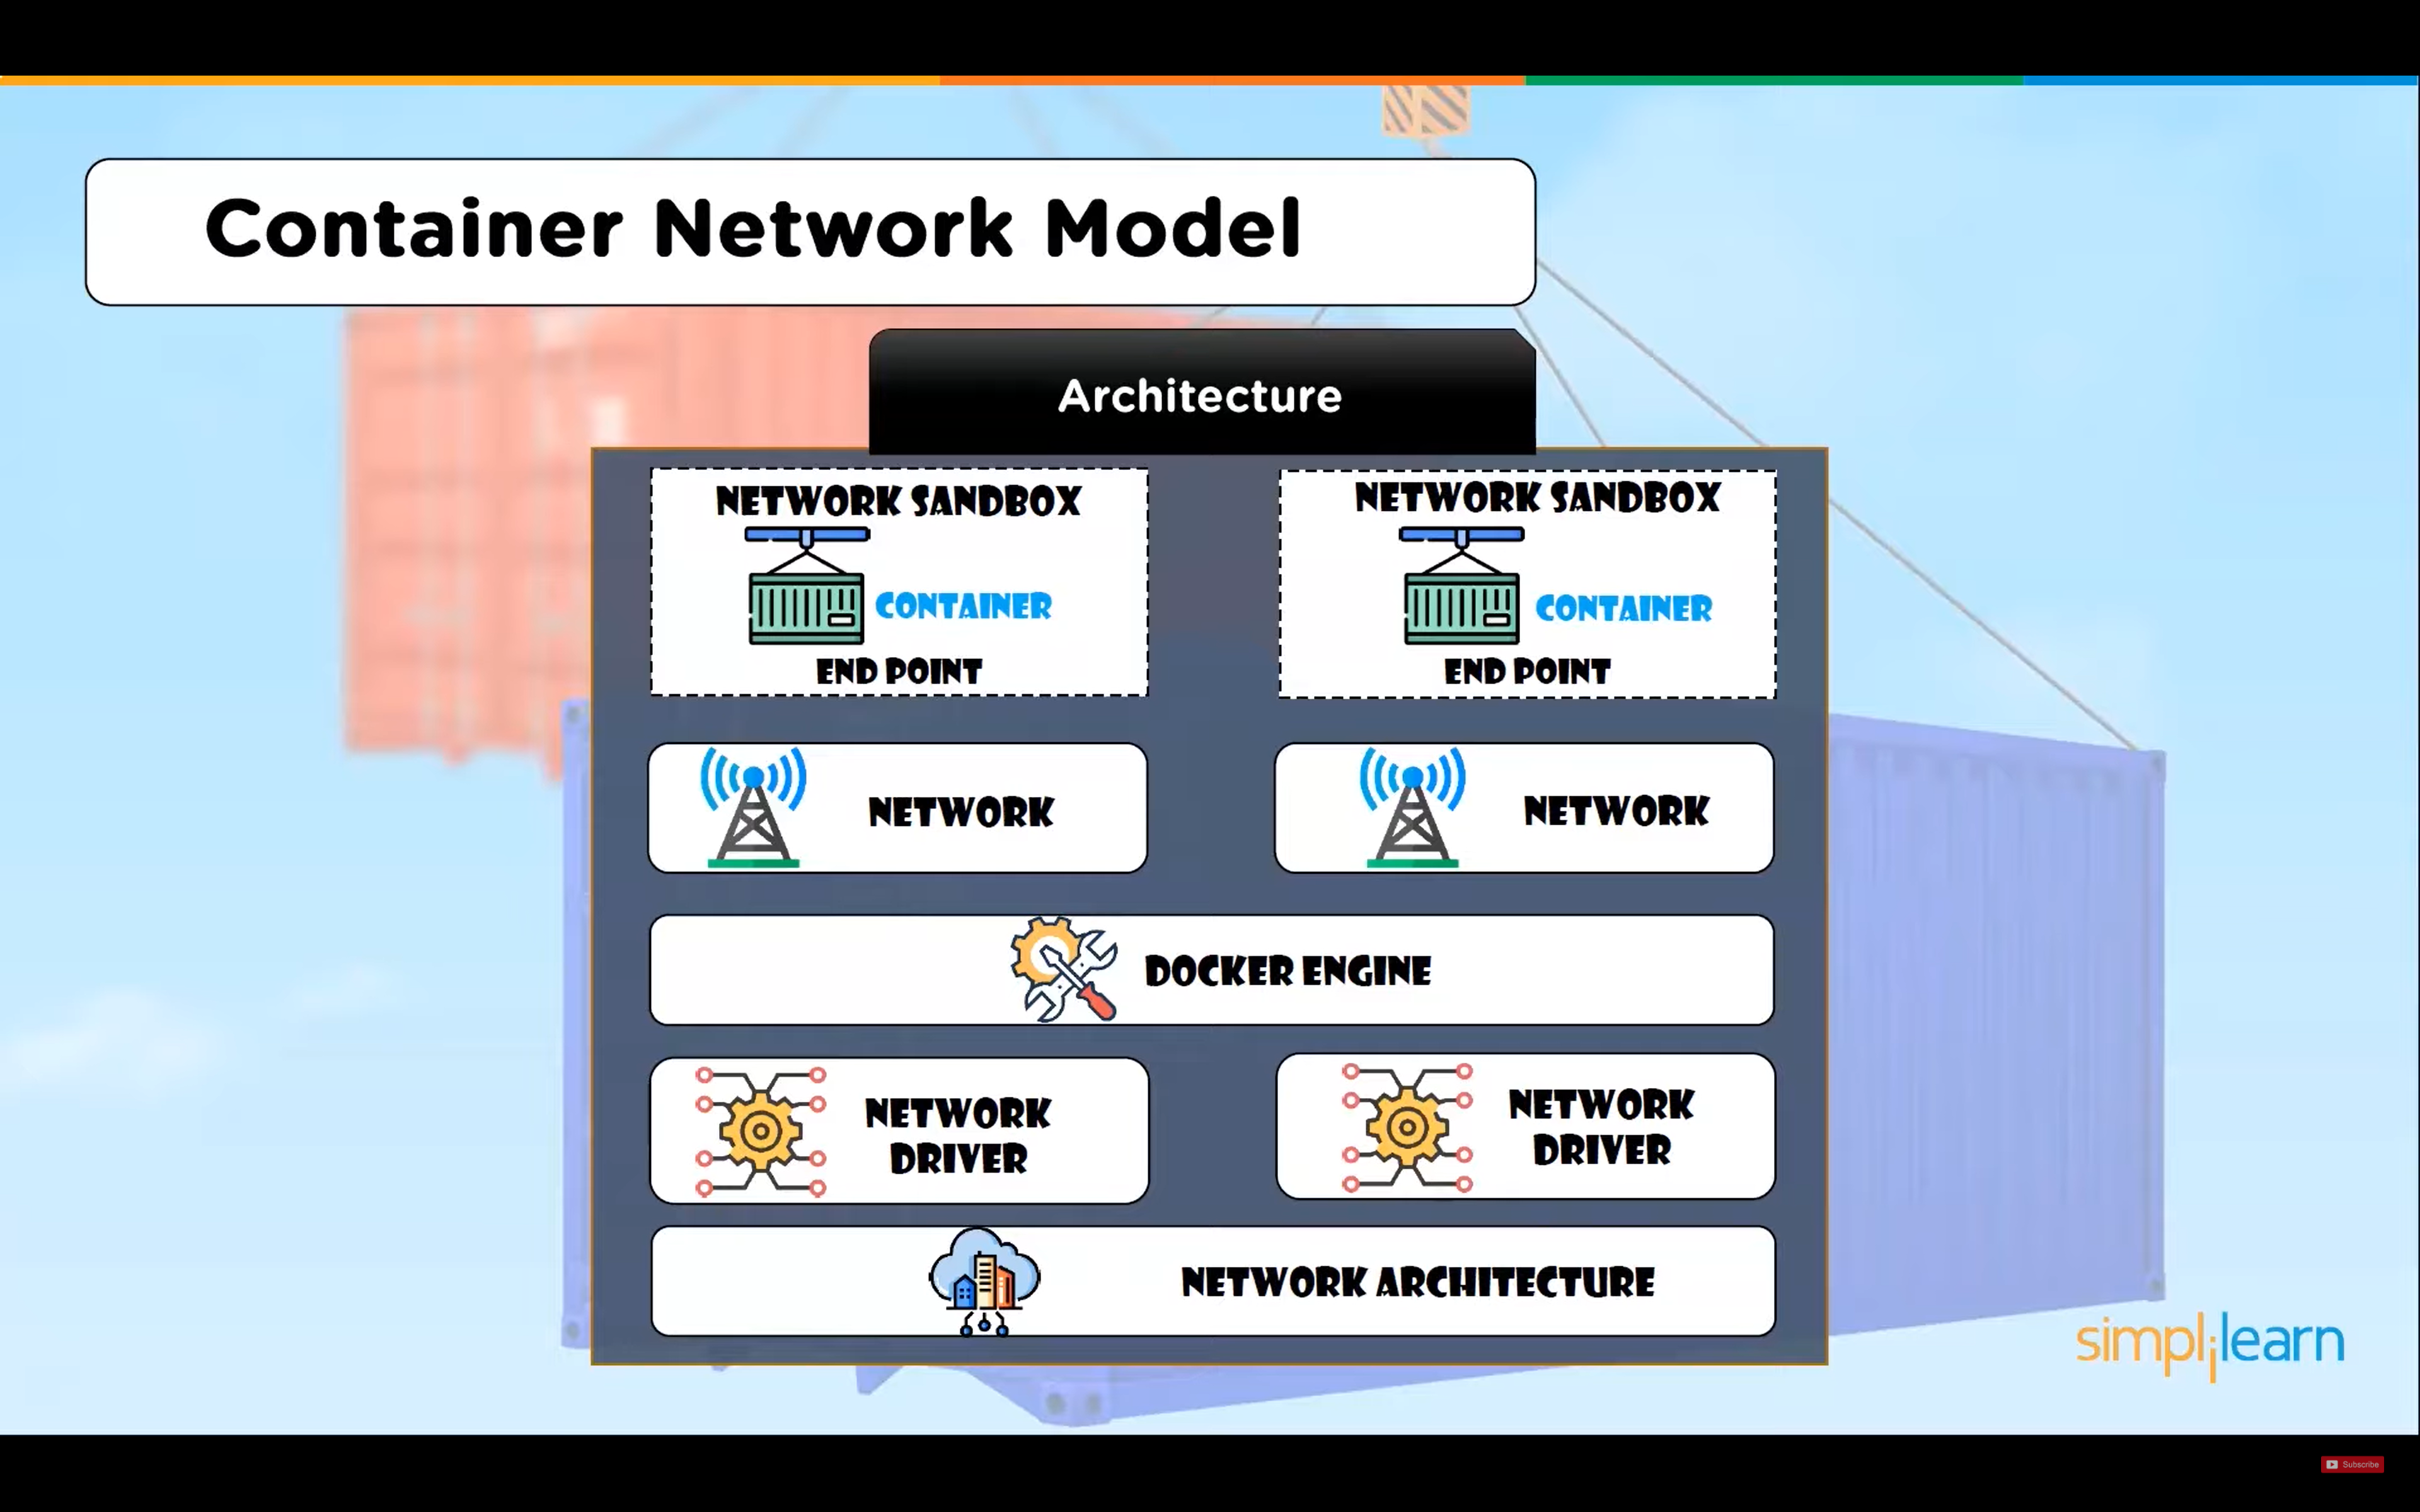 Container Network Model
Architecture
NETWORK SANDBOX
CONTAINER
END POINT
NETWORK SANDBOX
CONTAINER
END POINT
NETWORK
NETWORK
DOCKER ENGINE
NETWORK
DRIVER
NETWORK
DRIVER
NETWORK ARCHITECTURE
simplilearn
Subscribe